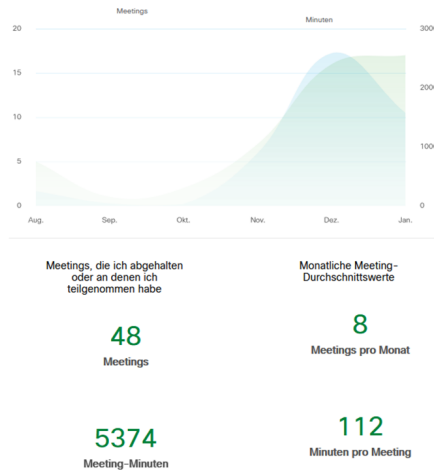 Meetings
Minuten
20
3000
15
2000
10
1000
5
0
0
Aug.
Sep.
Okt.
Nov.
Dez.
Jan.
Meetings, die ich abgehalten
oder an denen ich
teilgenommen habe
48
Meetings
5374
Meeting-Minuten
Monatliche Meeting-
Durchschnittswerte
8
Meetings pro Monat
112
Minuten pro Meeting